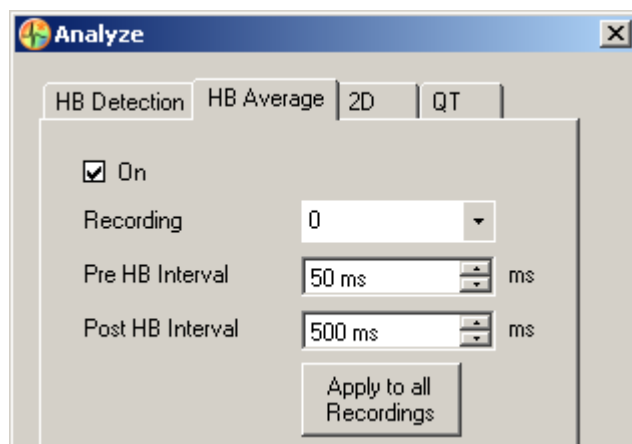 Analyze
HB Detection HB Average 2D QT
On
Recording 0
Pre HB Interval 50 ms ms
Post HB Interval 500 ms ms
Apply to all
Recordings